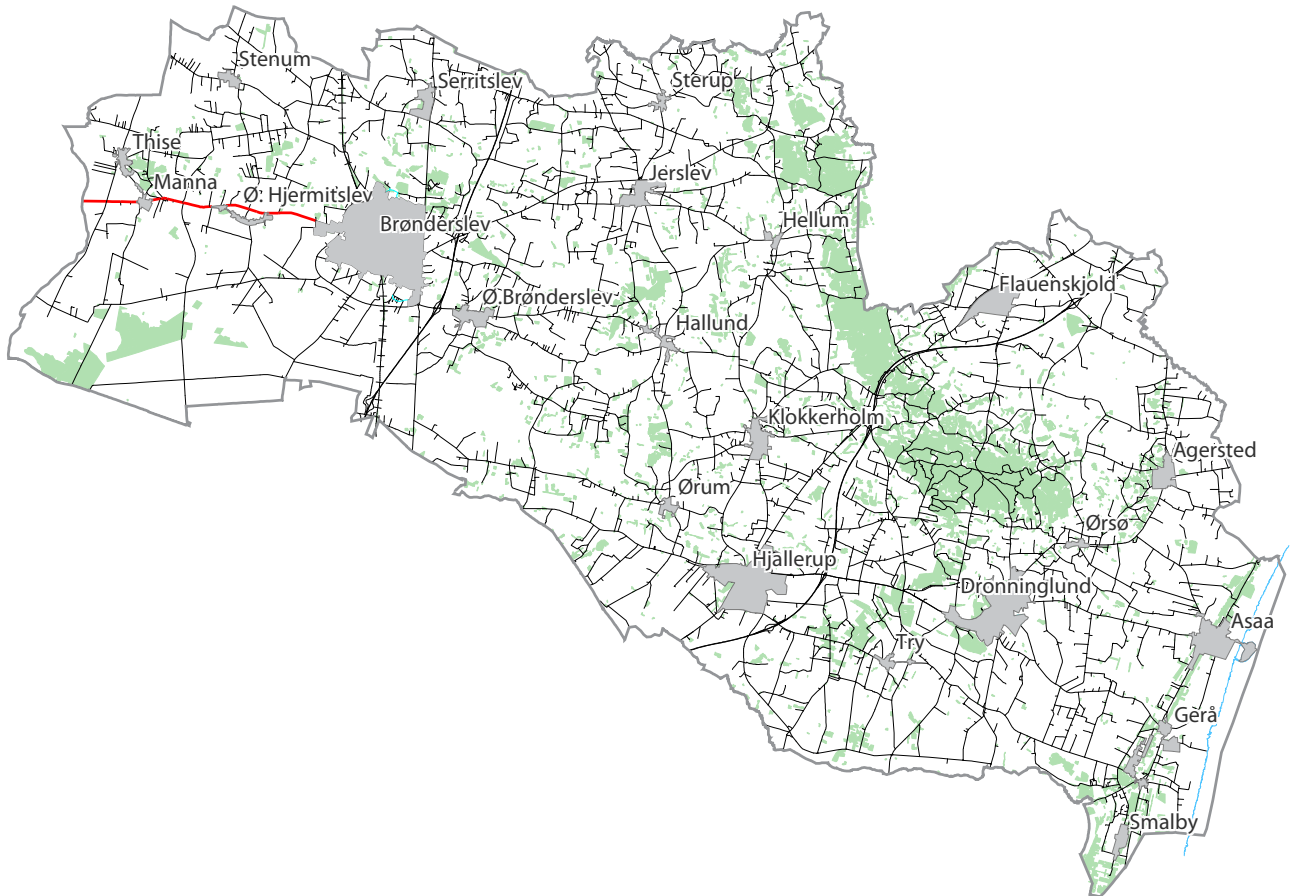 Stenum
Serritslev
Sterup
Thise
Manna
Ø. Hjermitslev
Jerslev
Brønderslev
Hellum
Flauenskjold
Ø.Brønderslev
Hallund
Klokkerholm
Agersted
Ørum
Ørsø
Hjallerup
Dronninglund
Asaa
Try
Gerå
Smalby